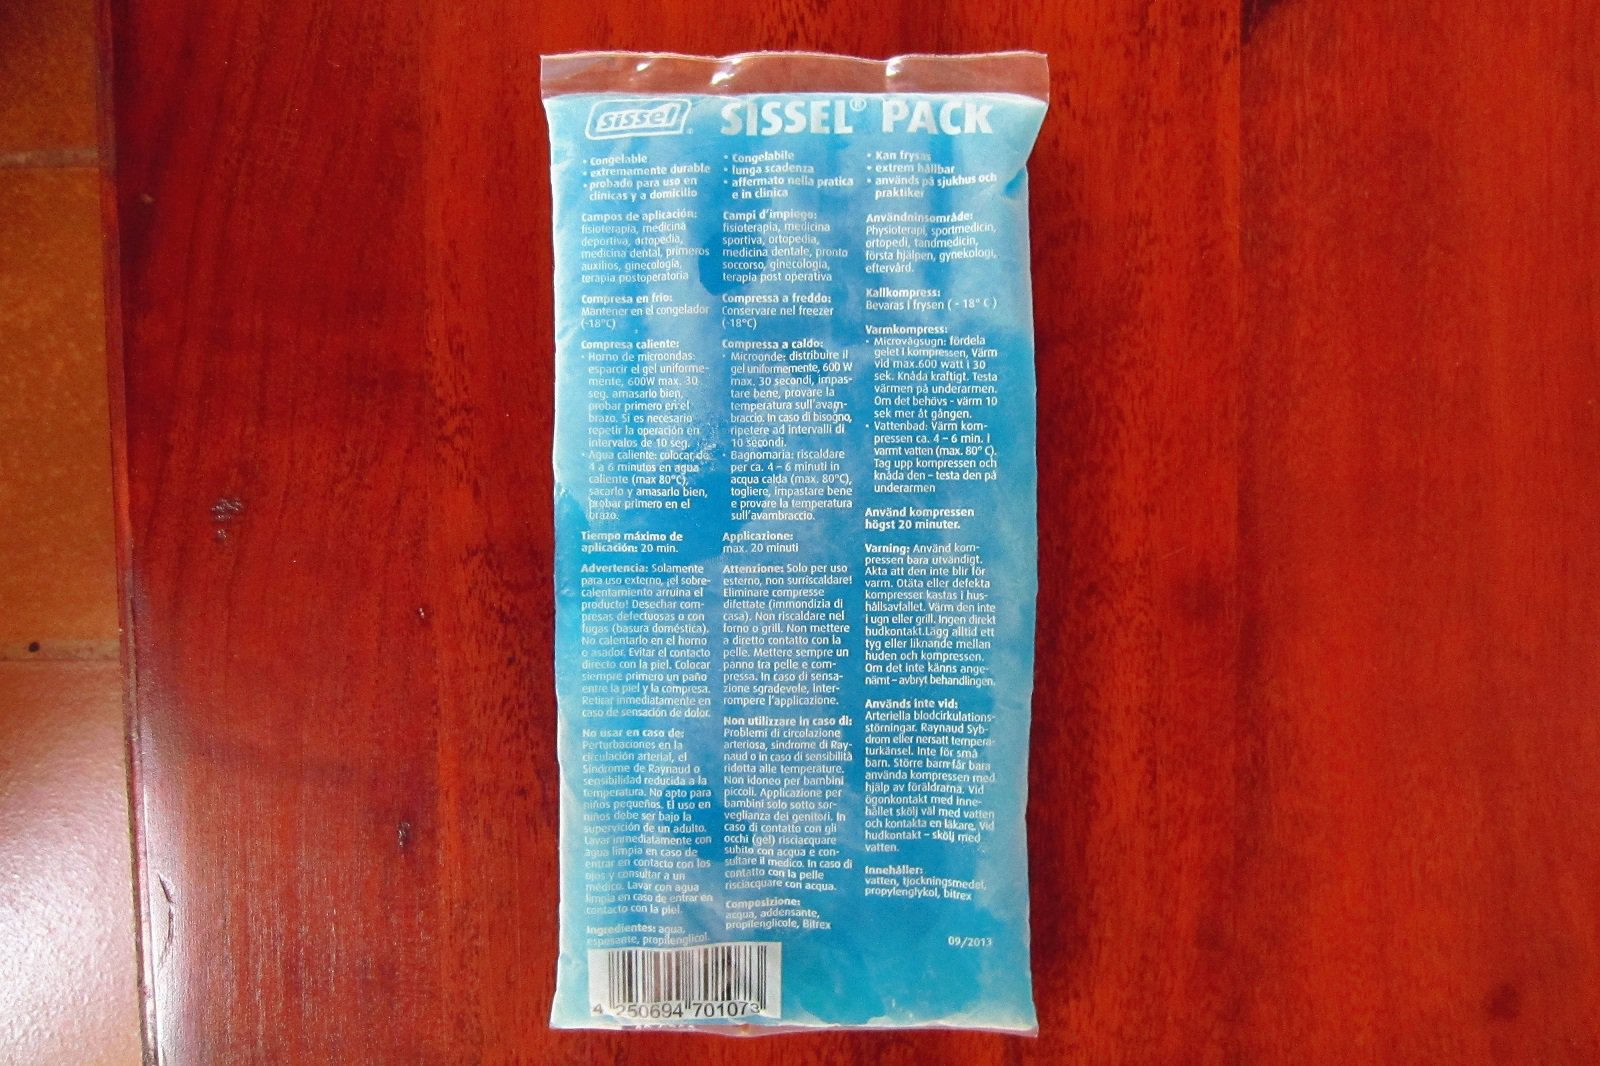 sissel
SISSEL® PACK
• Congelable
• extremamente durable
• probado para uso en
clínicas y a domicilio
Campos de aplicación:
fisioterapia, medicina
deportiva, ortopedia,
medicina dental, primeros
auxilios, ginecología,
terapia postoperatoria
Compresa en frío:
Mantener en el congelador
(-18°C)
Compresa caliente:
• Horno de microondas:
esparcir el gel uniforme-
mente, 600W max. 30
seg. amasarlo bien,
probar primero en el
brazo. Si es necesario
repetir la operación en
intervalos de 10 seg.
• Agua caliente: colocar de
4 a 6 minutos en agua
caliente (max 80°C),
sacarlo y amasarlo bien,
probar primero en el
brazo.
Tiempo máximo de
aplicación: 20 min.
Advertencia: Solamente
para uso externo, ¡el sobre-
calentamiento arruina el
producto! Desechar com-
presas defectuosas o con
fugas (basura doméstica).
No calentarlo en el horno
o asador. Evitar el contacto
directo con la piel. Colocar
siempre primero un paño
entre la piel y la compresa.
Retirar inmediatamente en
caso de sensación de dolor.
No usar en caso de:
Perturbaciones en la
circulación arterial, el
Síndrome de Raynaud o
sensibilidad reducida a la
temperatura. No apto para
niños pequeños. El uso en
niños debe ser bajo la
supervición de un adulto.
Lavar inmediatamente con
agua limpia en caso de
entrar en contacto con los
ojos y consultar a un
médico. Lavar con agua
limpia en caso de entrar en
contacto con la piel.
Ingredientes: agua,
espesante, propilenglicol.
• Congelabile
• lunga scadenza
• affermato nella pratica
e in clinica
Campi d'impiego:
fisioterapia, medicina
sportiva, ortopedia,
medicina dentale, pronto
soccorso, ginecologia,
terapia post operativa
Compressa a freddo:
Conservare nel freezer
(-18°C)
Compressa a caldo:
• Microonde: distribuire il
gel uniformemente, 600 W
max. 30 secondi, impas-
tare bene, provare la
temperatura sull'avam-
braccio. In caso di bisogno,
ripetere ad intervalli di
10 secondi.
• Bagnomaria: riscaldare
per ca. 4 – 6 minuti in
acqua calda (max. 80°C),
togliere, impastare bene
e provare la temperatura
sull'avambraccio.
Applicazione:
max. 20 minuti
Attenzione: Solo per uso
esterno, non surriscaldare!
Eliminare compresse
difettate (immondizia di
casa). Non riscaldare nel
forno o grill. Non mettere
a diretto contatto con la
pelle. Mettere sempre un
panno tra pelle e com-
pressa. In caso di sensa-
zione sgradevole, inter-
rompere l'applicazione.
Non utilizzare in caso di:
Problemi di circolazione
arteriosa, sindrome di Ray-
naud o in caso di sensibilità
ridotta alle temperature.
Non idoneo per bambini
piccoli. Applicazione per
bambini solo sotto sor-
veglianza dei genitori. In
caso di contatto con gli
occhi (gel) risciacquare
subito con acqua e con-
sultare il medico. In caso di
contatto con la pelle
risciacquare con acqua.
Composizione:
acqua, addensante,
propilenglicole, Bitrex
• Kan frysas
• extrem hållbar
• används på sjukhus och
praktiker
Användninsområde:
Physioterapi, sportmedicin,
ortopedi, tandmedicin,
första hjälpen, gynekologi,
eftervård.
Kallkompress:
Bevaras i frysen ( - 18° C )
Varmkompress:
• Microvågsugn: fördela
gelet i kompressen, Värm
vid max.600 watt i 30
sek. Knåda kraftigt. Testa
värmen på underarmen.
Om det behövs - värm 10
sek mer åt gången.
• Vattenbad: Värm kom-
pressen ca. 4 – 6 min. i
varmt vatten (max. 80° C).
Tag upp kompressen och
knåda den – testa den på
underarmen
Använd kompressen
högst 20 minuter.
Varning: Använd kom-
pressen bara utvändigt.
Akta att den inte blir för
varm. Otäta eller defekta
kompresser kastas i hus-
hållsavfallet. Värm den inte
i ugn eller grill. Ingen direkt
hudkontakt.Lägg alltid ett
tyg eller liknande mellan
huden och kompressen.
Om det inte känns ange-
nämt – avbryt behandlingen.
Används inte vid:
Arteriella blodcirkulations-
störningar. Raynaud Syb-
drom eller nersatt tempera-
turkänsel. Inte för små
barn. Större barn får bara
använda kompressen med
hjälp av föräldrarna. Vid
ögonkontakt med inne-
hållet skölj väl med vatten
och kontakta en läkare. Vid
hudkontakt – skölj med
vatten.
Innehåller:
vatten, tjockningsmedel,
propylenglykol, bitrex
09/2013
4 250694 701073